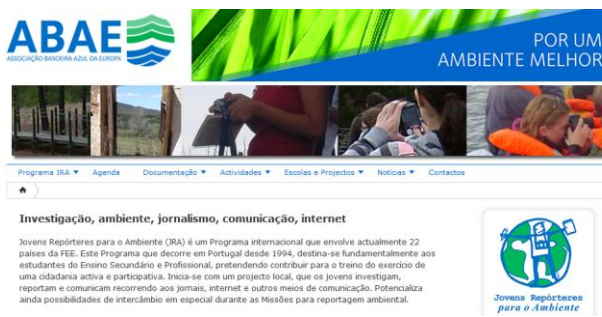 ABAE
ASSOCIAÇÃO BANDEIRA AZUL DA EUROPA
POR UM
AMBIENTE MELHOR
Programa JRA ▼ Agenda Documentação ▼ Actividades ▼ Escolas e Projectos ▼ Notícias ▼ Contactos
Investigação, ambiente, jornalismo, comunicação, internet
Jovens Repórteres para o Ambiente (JRA) é um Programa internacional que envolve actualmente 22
países da FEE. Este Programa que decorre em Portugal desde 1994, destina-se fundamentalmente aos
estudantes do Ensino Secundário e Profissional, pretendendo contribuir para o treino do exercício de
uma cidadania activa e participativa. Inicia-se com um projecto local, que os jovens investigam,
reportam e comunicam recorrendo aos jornais, internet e outros meios de comunicação. Potencializa
ainda possibilidades de intercâmbio em especial durante as Missões para reportagem ambiental.
Jovens Repórteres
para o Ambiente